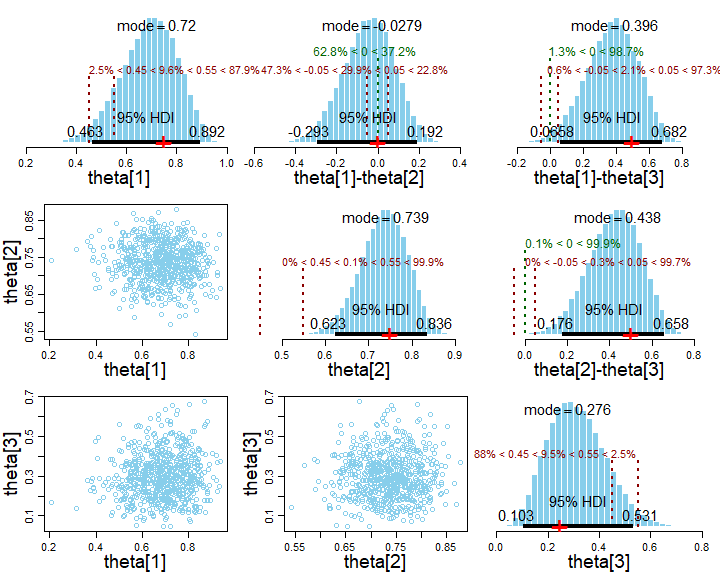 mode = 0.72
2.5% < 0.45 < 9.6% < 0.55 < 87.9%
95% HDI
0.463 0.892
0.2 0.4 0.6 0.8 1.0
theta[1]
mode = -0.0279
62.8% < 0 < 37.2%
47.3% < -0.05 < 29.9% < 0.05 < 22.8%
95% HDI
-0.293 0.192
-0.6 -0.4 -0.2 0.0 0.2 0.4
theta[1]-theta[2]
mode = 0.396
1.3% < 0 < 98.7%
0.6% < -0.05 < 2.1% < 0.05 < 97.3%
95% HDI
0.0658 0.682
-0.2 0.0 0.2 0.4 0.6 0.8
theta[1]-theta[3]
theta[2]
0.55 0.65 0.75 0.85
0.2 0.4 0.6 0.8
theta[1]
mode = 0.739
0% < 0.45 < 0.1% < 0.55 < 99.9%
95% HDI
0.623 0.836
0.5 0.6 0.7 0.8 0.9
theta[2]
mode = 0.438
0.1% < 0 < 99.9%
0% < -0.05 < 0.3% < 0.05 < 99.7%
95% HDI
0.176 0.658
0.0 0.2 0.4 0.6 0.8
theta[2]-theta[3]
theta[3]
0.1 0.3 0.5 0.7
0.2 0.4 0.6 0.8
theta[1]
theta[3]
0.1 0.3 0.5 0.7
0.55 0.65 0.75 0.85
theta[2]
mode = 0.276
88% < 0.45 < 9.5% < 0.55 < 2.5%
95% HDI
0.103 0.531
0.0 0.2 0.4 0.6 0.8
theta[3]